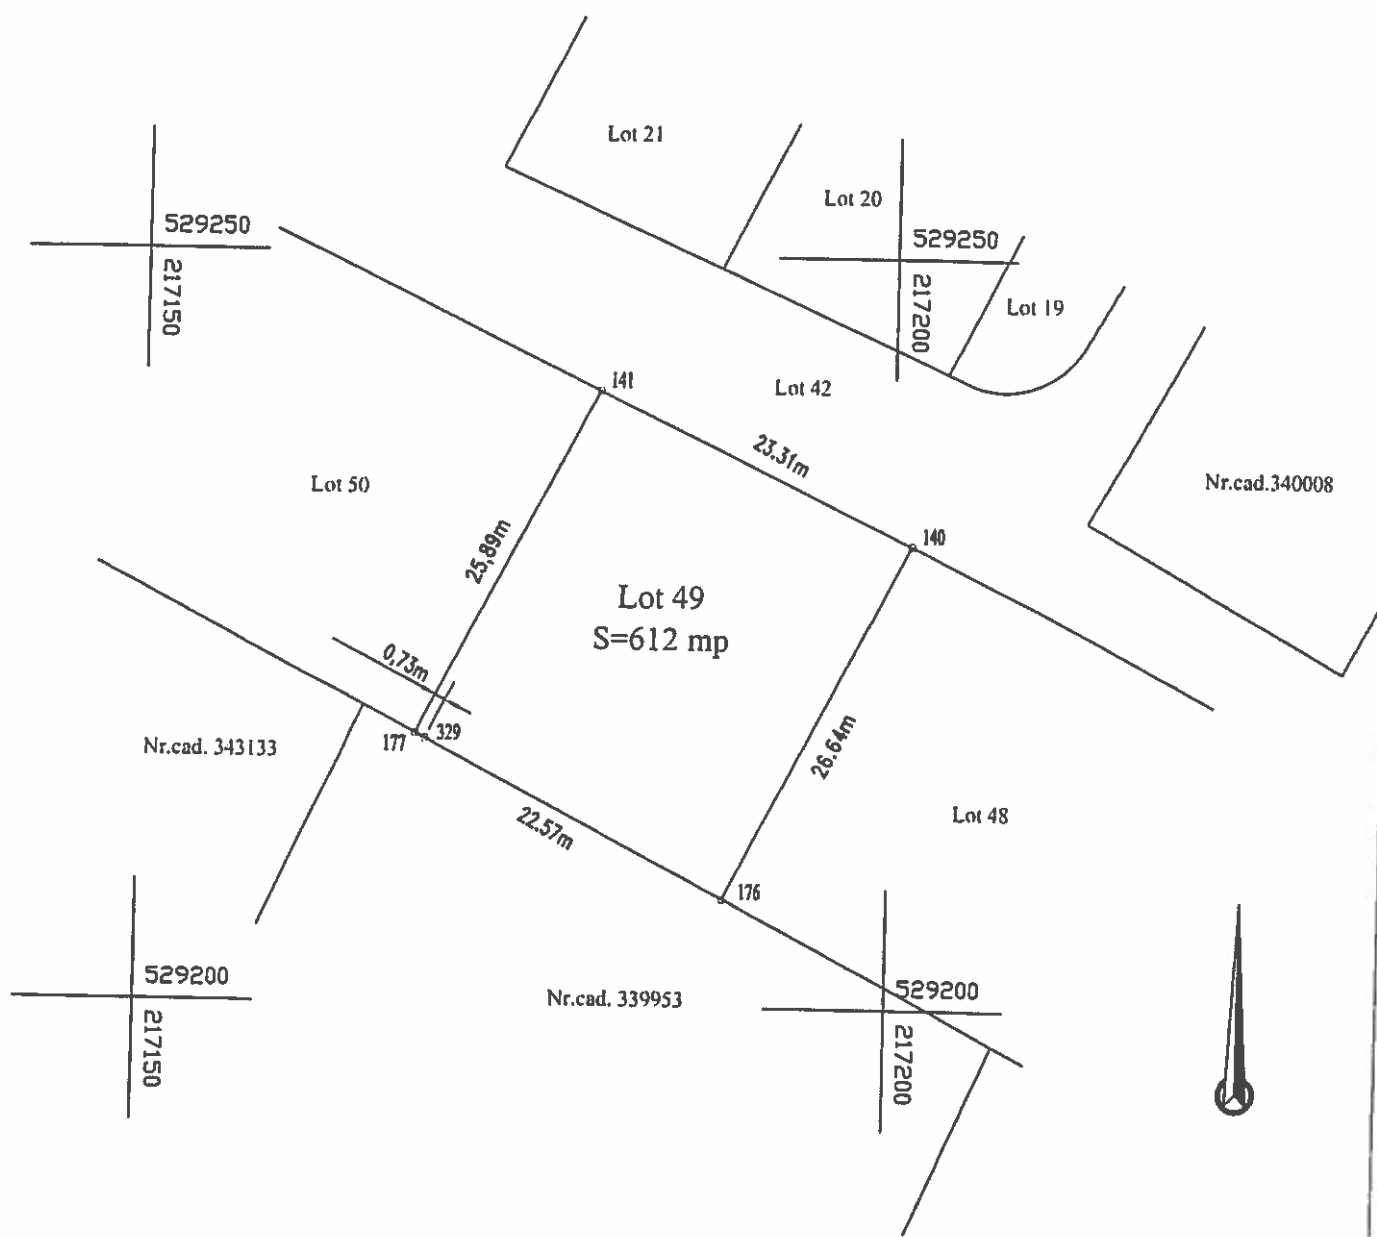 Lot 21
Lot 20
529250
217150
529250
217200
Lot 19
141
Lot 42
23.31m
Lot 50
Nr.cad.340008
140
25,89m
Lot 49
S=612 mp
0,73m
26.64m
177
329
Nr.cad. 343133
22.57m
Lot 48
176
529200
217150
Nr.cad. 339953
529200
217200